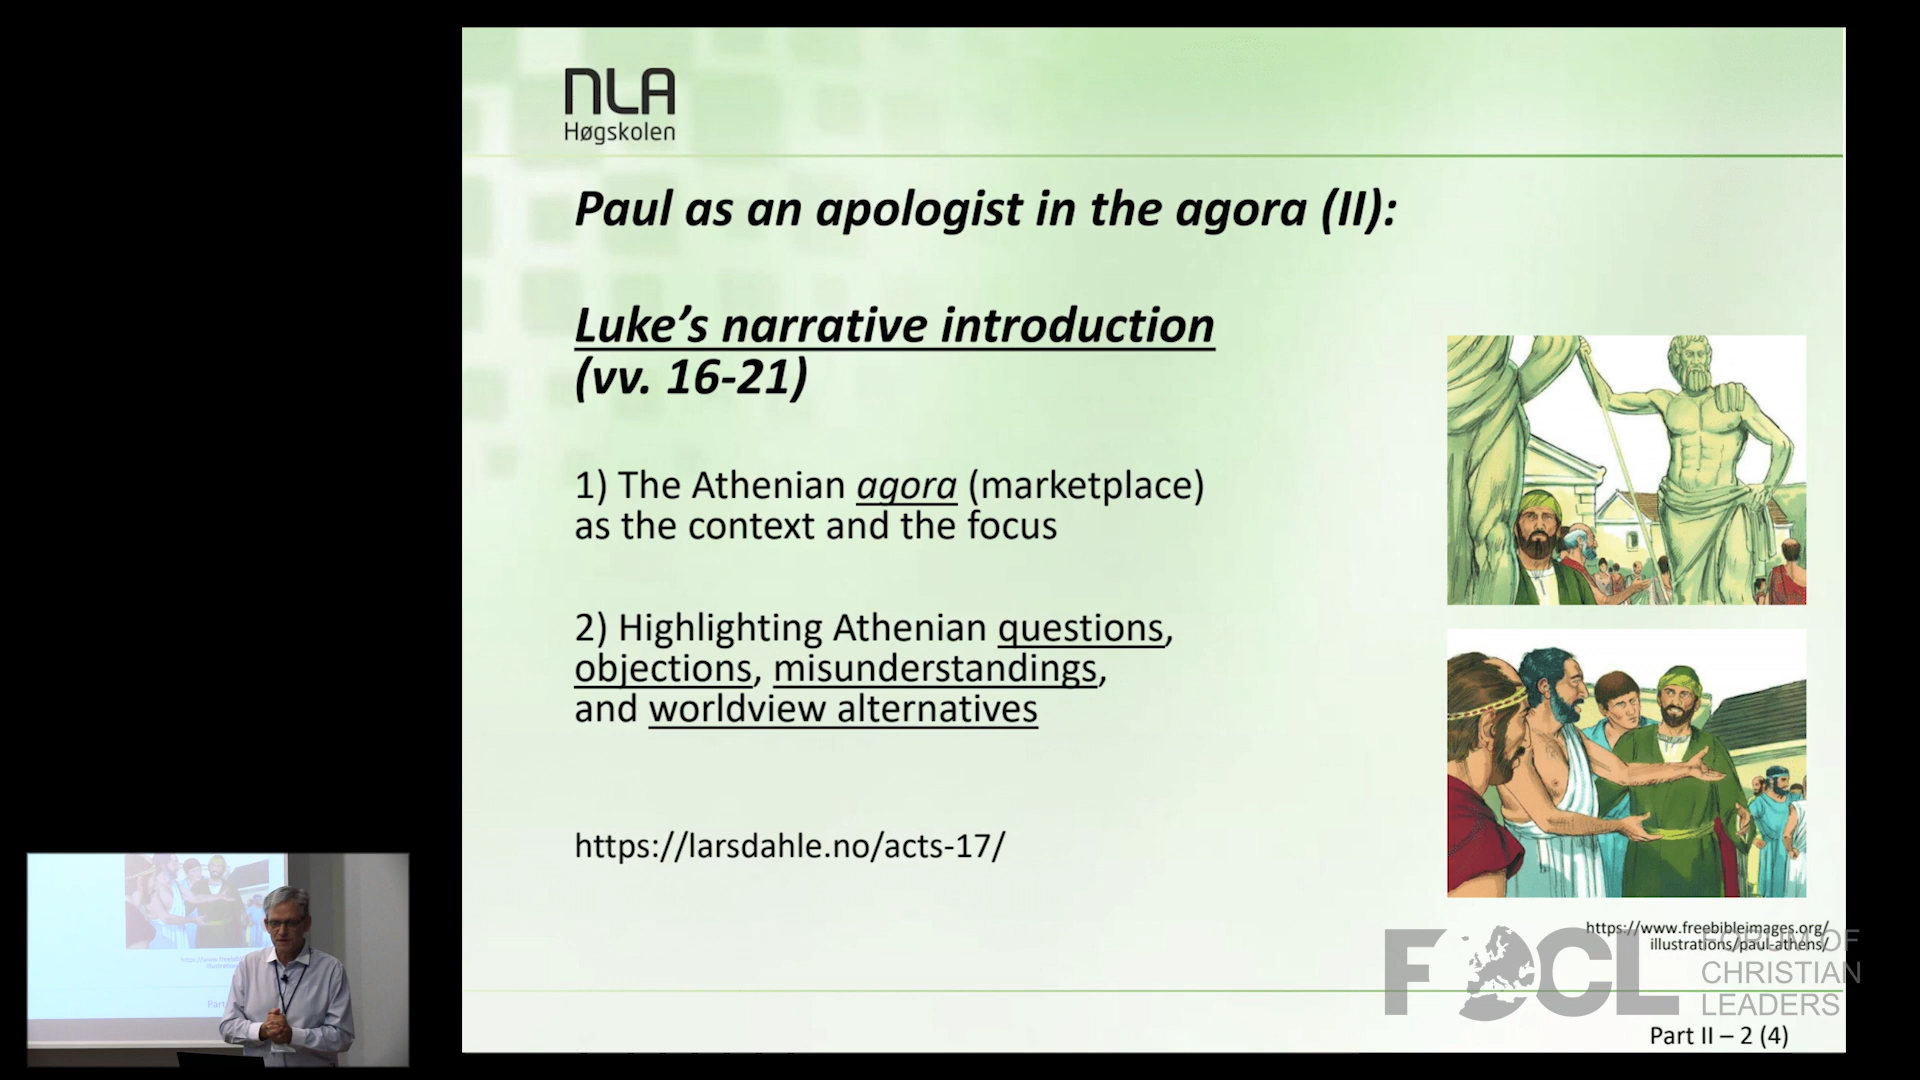 NLA
Høgskolen
Paul as an apologist in the agora (II):
Luke's narrative introduction
(vv. 16-21)
1) The Athenian agora (marketplace)
as the context and the focus
2) Highlighting Athenian questions,
objections, misunderstandings,
and worldview alternatives
https://larsdahle.no/acts-17/
https://www.freebibleimages.org/
illustrations/paul-athens/
FOCL
FORUM OF
CHRISTIAN
LEADERS
Part II – 2 (4)
Part